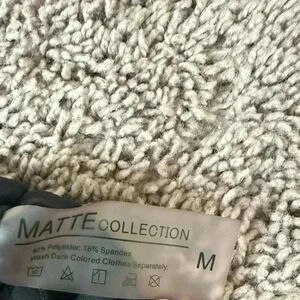 MATTE COLLECTION
82% Polyester, 18% Spandex
Wash Dark Colored Clothes Separately
M